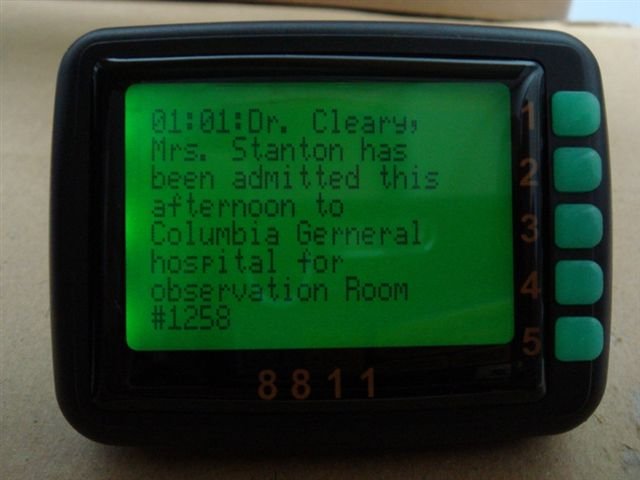 01:01:Dr. Cleary,
Mrs. Stanton has
been admitted this
afternoon to
Columbia Gerneral
hospital for
observation Room
#1258
1
2
3
4
5
8811